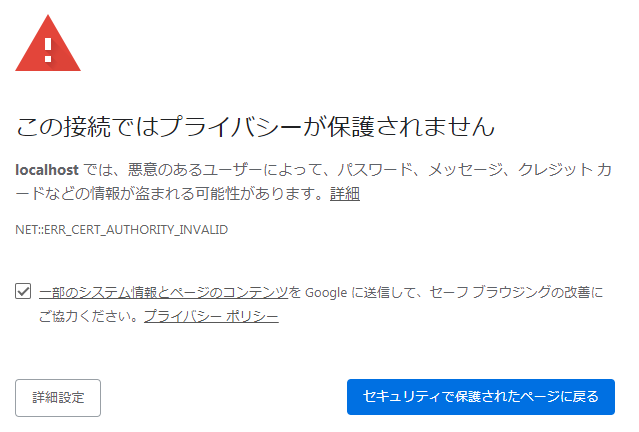 この接続ではプライバシーが保護されません
localhost では、悪意のあるユーザーによって、パスワード、メッセージ、クレジット カ
ードなどの情報が盗まれる可能性があります。詳細
NET::ERR_CERT_AUTHORITY_INVALID
一部のシステム情報とページのコンテンツを Google に送信して、セーフ ブラウジングの改善に
ご協力ください。プライバシー ポリシー
詳細設定
セキュリティで保護されたページに戻る